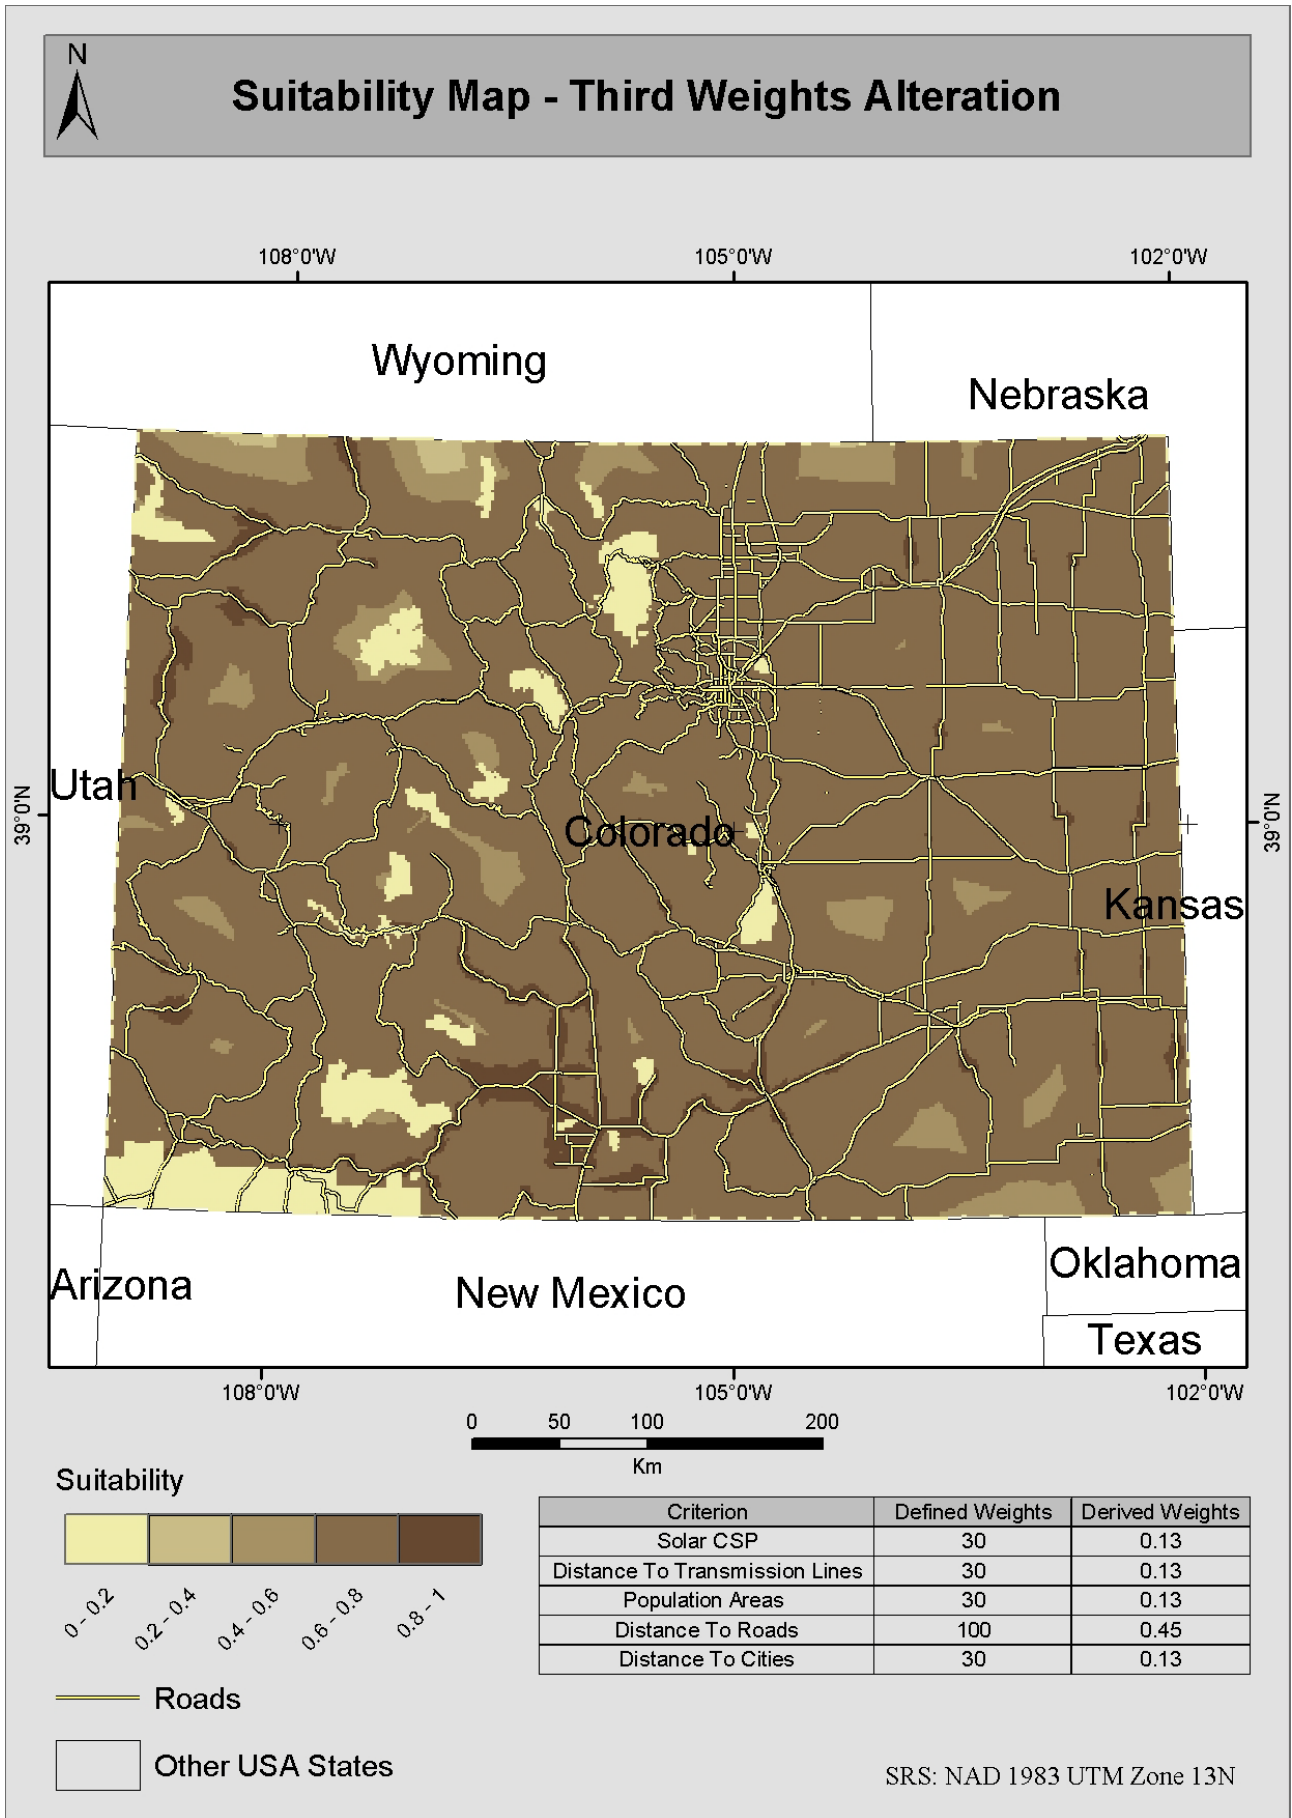 N
Suitability Map - Third Weights Alteration
108°0'W 105°0'W 102°0'W
Wyoming
Nebraska
Utah
39°0'N
39°0'N
Colorado
Kansas
Arizona
New Mexico
Oklahoma
Texas
108°0'W 105°0'W 102°0'W
0 50 100 200
Km
Suitability
0 - 0.2
0.2 - 0.4
0.4 - 0.6
0.6 - 0.8
0.8 - 1
Roads
Other USA States
Criterion Defined Weights Derived Weights
Solar CSP 30 0.13
Distance To Transmission Lines 30 0.13
Population Areas 30 0.13
Distance To Roads 100 0.45
Distance To Cities 30 0.13
SRS: NAD 1983 UTM Zone 13N